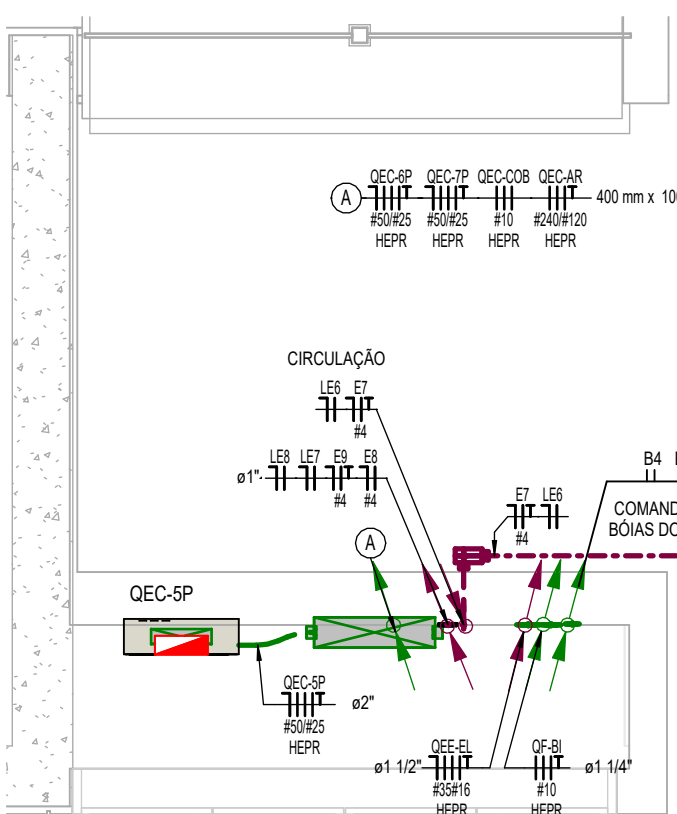 QEC-6P QEC-7P QEC-COB QEC-AR
A 400 mm x 100
#50/#25 #50/#25 #10 #240/#120
HEPR HEPR HEPR HEPR
CIRCULAÇÃO
LE6 E7
#4
LE8 LE7 E9 E8
ø1"
#4 #4
B4
E7 LE6
#4
COMAND
BÓIAS DO
A
QEC-5P
QEC-5P
ø2"
#50/#25
HEPR
QEE-EL
ø1 1/2"
#35#16
HEPR
QF-BI
ø1 1/4"
#10
HEPR